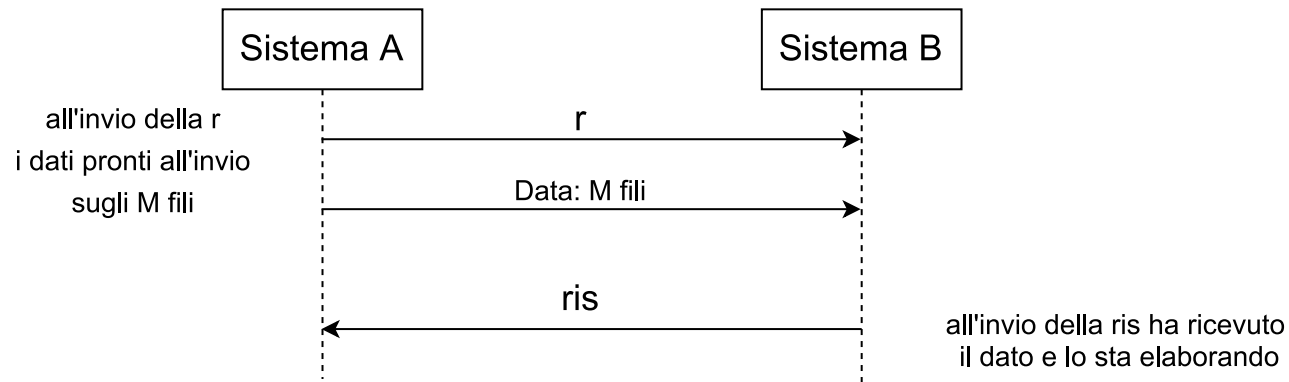 Sistema A
Sistema B
all'invio della r
i dati pronti all'invio
sugli M fili
r
Data: M fili
ris
all'invio della ris ha ricevuto
il dato e lo sta elaborando